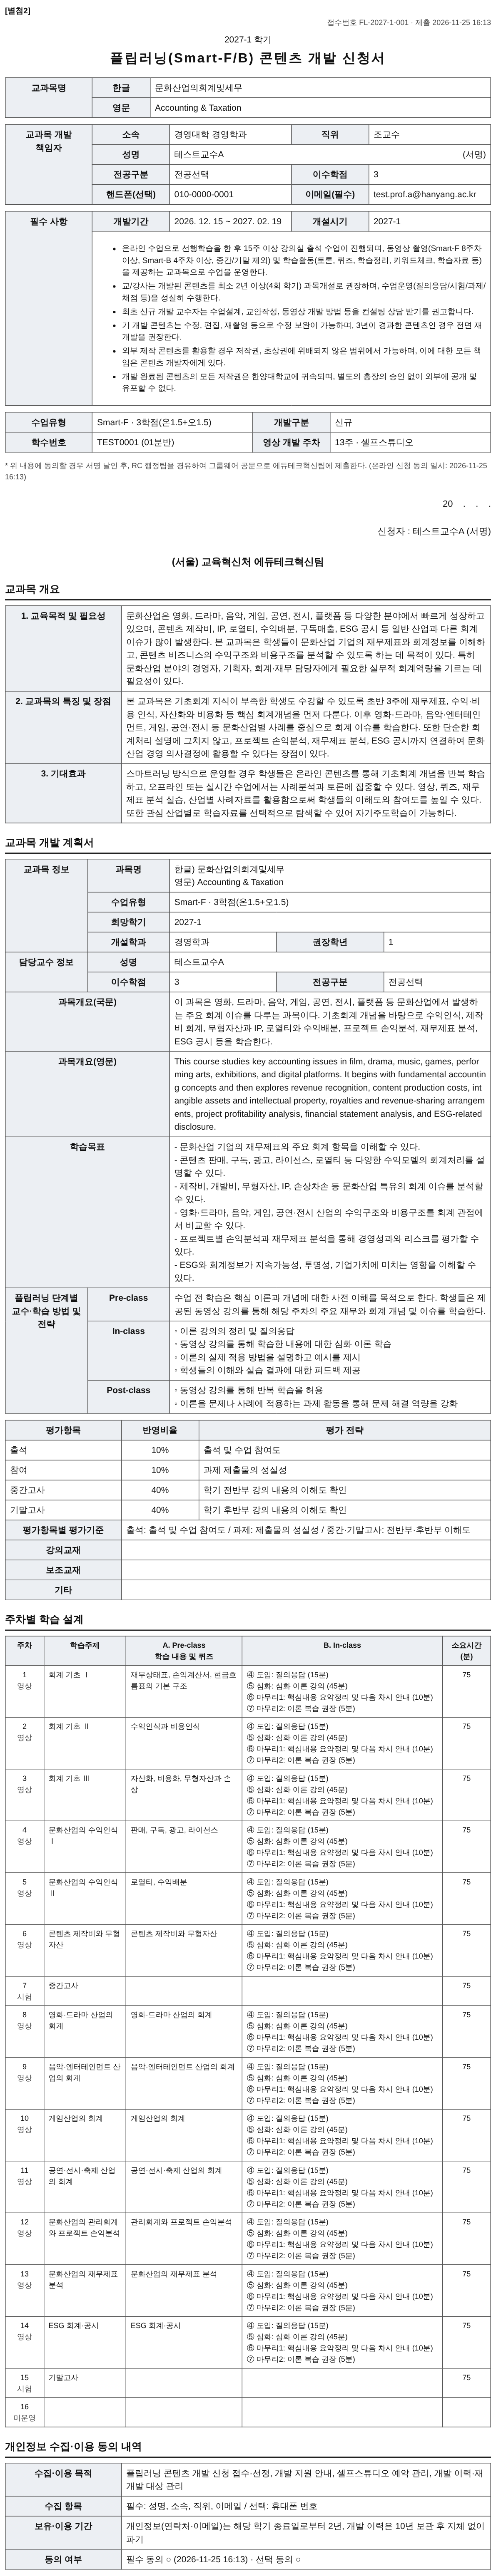 [별첨2]
접수번호 FL-2027-1-001 · 제출 2026-11-25 16:13
2027-1 학기
플립러닝(Smart-F/B) 콘텐츠 개발 신청서
교과목명 한글 문화산업의회계및세무
영문 Accounting & Taxation
교과목 개발 소속 경영대학 경영학과 직위 조교수
책임자
성명 테스트교수A (서명)
전공구분 전공선택 이수학점 3
핸드폰(선택) 010-0000-0001 이메일(필수) test.prof.a@hanyang.ac.kr
필수 사항 개발기간 2026. 12. 15 ~ 2027. 02. 19 개설시기 2027-1
• 온라인 수업으로 선행학습을 한 후 15주 이상 강의실 출석 수업이 진행되며, 동영상 촬영(Smart-F 8주차
이상, Smart-B 4주차 이상, 중간/기말 제외) 및 학습활동(토론, 퀴즈, 학습정리, 키워드체크, 학습자료 등)
을 제공하는 교과목으로 수업을 운영한다.
• 교/강사는 개발된 콘텐츠를 최소 2년 이상(4회 학기) 과목개설로 권장하며, 수업운영(질의응답/시험/과제/
채점 등)을 성실히 수행한다.
• 최초 신규 개발 교수자는 수업설계, 교안작성, 동영상 개발 방법 등을 컨설팅 상담 받기를 권고합니다.
• 기 개발 콘텐츠는 수정, 편집, 재촬영 등으로 수정 보완이 가능하며, 3년이 경과한 콘텐츠인 경우 전면 재
개발을 권장한다.
• 외부 제작 콘텐츠를 활용할 경우 저작권, 초상권에 위배되지 않은 범위에서 가능하며, 이에 대한 모든 책
임은 콘텐츠 개발자에게 있다.
• 개발 완료된 콘텐츠의 모든 저작권은 한양대학교에 귀속되며, 별도의 총장의 승인 없이 외부에 공개 및
유포할 수 없다.
수업유형 Smart-F · 3학점(온1.5+오1.5) 개발구분 신규
학수번호 TEST0001 (01분반) 영상 개발 주차 13주 · 셀프스튜디오
* 위 내용에 동의할 경우 서명 날인 후, RC 행정팀을 경유하여 그룹웨어 공문으로 에듀테크혁신팀에 제출한다. (온라인 신청 동의 일시: 2026-11-25
16:13)
20 . . .
신청자 : 테스트교수A (서명)
(서울) 교육혁신처 에듀테크혁신팀
교과목 개요
1. 교육목적 및 필요성 문화산업은 영화, 드라마, 음악, 게임, 공연, 전시, 플랫폼 등 다양한 분야에서 빠르게 성장하고
있으며, 콘텐츠 제작비, IP, 로열티, 수익배분, 구독매출, ESG 공시 등 일반 산업과 다른 회계
이슈가 많이 발생한다. 본 교과목은 학생들이 문화산업 기업의 재무제표와 회계정보를 이해하
고, 콘텐츠 비즈니스의 수익구조와 비용구조를 분석할 수 있도록 하는 데 목적이 있다. 특히
문화산업 분야의 경영자, 기획자, 회계·재무 담당자에게 필요한 실무적 회계역량을 기르는 데
필요성이 있다.
2. 교과목의 특징 및 장점 본 교과목은 기초회계 지식이 부족한 학생도 수강할 수 있도록 초반 3주에 재무제표, 수익·비
용 인식, 자산화와 비용화 등 핵심 회계개념을 먼저 다룬다. 이후 영화·드라마, 음악·엔터테인
먼트, 게임, 공연·전시 등 문화산업별 사례를 중심으로 회계 이슈를 학습한다. 또한 단순한 회
계처리 설명에 그치지 않고, 프로젝트 손익분석, 재무제표 분석, ESG 공시까지 연결하여 문화
산업 경영 의사결정에 활용할 수 있다는 장점이 있다.
3. 기대효과 스마트러닝 방식으로 운영할 경우 학생들은 온라인 콘텐츠를 통해 기초회계 개념을 반복 학습
하고, 오프라인 또는 실시간 수업에서는 사례분석과 토론에 집중할 수 있다. 영상, 퀴즈, 재무
제표 분석 실습, 산업별 사례자료를 활용함으로써 학생들의 이해도와 참여도를 높일 수 있다.
또한 관심 산업별로 학습자료를 선택적으로 탐색할 수 있어 자기주도학습이 가능하다.
교과목 개발 계획서
교과목 정보 과목명 한글) 문화산업의회계및세무
영문) Accounting & Taxation
수업유형 Smart-F · 3학점(온1.5+오1.5)
희망학기 2027-1
개설학과 경영학과 권장학년 1
담당교수 정보 성명 테스트교수A
이수학점 3 전공구분 전공선택
과목개요(국문) 이 과목은 영화, 드라마, 음악, 게임, 공연, 전시, 플랫폼 등 문화산업에서 발생하
는 주요 회계 이슈를 다루는 과목이다. 기초회계 개념을 바탕으로 수익인식, 제작
비 회계, 무형자산과 IP, 로열티와 수익배분, 프로젝트 손익분석, 재무제표 분석,
ESG 공시 등을 학습한다.
과목개요(영문) This course studies key accounting issues in film, drama, music, games, perfor
ming arts, exhibitions, and digital platforms. It begins with fundamental accountin
g concepts and then explores revenue recognition, content production costs, int
angible assets and intellectual property, royalties and revenue-sharing arrangem
ents, project profitability analysis, financial statement analysis, and ESG-related
disclosure.
학습목표 - 문화산업 기업의 재무제표와 주요 회계 항목을 이해할 수 있다.
- 콘텐츠 판매, 구독, 광고, 라이선스, 로열티 등 다양한 수익모델의 회계처리를 설
명할 수 있다.
- 제작비, 개발비, 무형자산, IP, 손상차손 등 문화산업 특유의 회계 이슈를 분석할
수 있다.
- 영화·드라마, 음악, 게임, 공연·전시 산업의 수익구조와 비용구조를 회계 관점에
서 비교할 수 있다.
- 프로젝트별 손익분석과 재무제표 분석을 통해 경영성과와 리스크를 평가할 수
있다.
- ESG와 회계정보가 지속가능성, 투명성, 기업가치에 미치는 영향을 이해할 수
있다.
플립러닝 단계별 Pre-class 수업 전 학습은 핵심 이론과 개념에 대한 사전 이해를 목적으로 한다. 학생들은 제
교수·학습 방법 및 공된 동영상 강의를 통해 해당 주차의 주요 재무와 회계 개념 및 이슈를 학습한다.
전략
In-class ◦ 이론 강의의 정리 및 질의응답
◦ 동영상 강의를 통해 학습한 내용에 대한 심화 이론 학습
◦ 이론의 실제 적용 방법을 설명하고 예시를 제시
◦ 학생들의 이해와 실습 결과에 대한 피드백 제공
Post-class ◦ 동영상 강의를 통해 반복 학습을 허용
◦ 이론을 문제나 사례에 적용하는 과제 활동을 통해 문제 해결 역량을 강화
평가항목 반영비율 평가 전략
출석 10% 출석 및 수업 참여도
참여 10% 과제 제출물의 성실성
중간고사 40% 학기 전반부 강의 내용의 이해도 확인
기말고사 40% 학기 후반부 강의 내용의 이해도 확인
평가항목별 평가기준 출석: 출석 및 수업 참여도 / 과제: 제출물의 성실성 / 중간·기말고사: 전반부·후반부 이해도
강의교재
보조교재
기타
주차별 학습 설계
주차 학습주제 A. Pre-class B. In-class 소요시간
학습 내용 및 퀴즈 (분)
1 회계 기초 Ⅰ 재무상태표, 손익계산서, 현금흐 ④ 도입: 질의응답 (15분) 75
영상 름표의 기본 구조 ⑤ 심화: 심화 이론 강의 (45분)
⑥ 마무리1: 핵심내용 요약정리 및 다음 차시 안내 (10분)
⑦ 마무리2: 이론 복습 권장 (5분)
2 회계 기초 Ⅱ 수익인식과 비용인식 ④ 도입: 질의응답 (15분) 75
영상 ⑤ 심화: 심화 이론 강의 (45분)
⑥ 마무리1: 핵심내용 요약정리 및 다음 차시 안내 (10분)
⑦ 마무리2: 이론 복습 권장 (5분)
3 회계 기초 Ⅲ 자산화, 비용화, 무형자산과 손 ④ 도입: 질의응답 (15분) 75
영상 상 ⑤ 심화: 심화 이론 강의 (45분)
⑥ 마무리1: 핵심내용 요약정리 및 다음 차시 안내 (10분)
⑦ 마무리2: 이론 복습 권장 (5분)
4 문화산업의 수익인식 판매, 구독, 광고, 라이선스 ④ 도입: 질의응답 (15분) 75
영상 Ⅰ ⑤ 심화: 심화 이론 강의 (45분)
⑥ 마무리1: 핵심내용 요약정리 및 다음 차시 안내 (10분)
⑦ 마무리2: 이론 복습 권장 (5분)
5 문화산업의 수익인식 로열티, 수익배분 ④ 도입: 질의응답 (15분) 75
영상 Ⅱ ⑤ 심화: 심화 이론 강의 (45분)
⑥ 마무리1: 핵심내용 요약정리 및 다음 차시 안내 (10분)
⑦ 마무리2: 이론 복습 권장 (5분)
6 콘텐츠 제작비와 무형 콘텐츠 제작비와 무형자산 ④ 도입: 질의응답 (15분) 75
영상 자산 ⑤ 심화: 심화 이론 강의 (45분)
⑥ 마무리1: 핵심내용 요약정리 및 다음 차시 안내 (10분)
⑦ 마무리2: 이론 복습 권장 (5분)
7 중간고사 75
시험
8 영화·드라마 산업의 영화·드라마 산업의 회계 ④ 도입: 질의응답 (15분) 75
영상 회계 ⑤ 심화: 심화 이론 강의 (45분)
⑥ 마무리1: 핵심내용 요약정리 및 다음 차시 안내 (10분)
⑦ 마무리2: 이론 복습 권장 (5분)
9 음악·엔터테인먼트 산 음악·엔터테인먼트 산업의 회계 ④ 도입: 질의응답 (15분) 75
영상 업의 회계 ⑤ 심화: 심화 이론 강의 (45분)
⑥ 마무리1: 핵심내용 요약정리 및 다음 차시 안내 (10분)
⑦ 마무리2: 이론 복습 권장 (5분)
10 게임산업의 회계 게임산업의 회계 ④ 도입: 질의응답 (15분) 75
영상 ⑤ 심화: 심화 이론 강의 (45분)
⑥ 마무리1: 핵심내용 요약정리 및 다음 차시 안내 (10분)
⑦ 마무리2: 이론 복습 권장 (5분)
11 공연·전시·축제 산업 공연·전시·축제 산업의 회계 ④ 도입: 질의응답 (15분) 75
영상 의 회계 ⑤ 심화: 심화 이론 강의 (45분)
⑥ 마무리1: 핵심내용 요약정리 및 다음 차시 안내 (10분)
⑦ 마무리2: 이론 복습 권장 (5분)
12 문화산업의 관리회계 관리회계와 프로젝트 손익분석 ④ 도입: 질의응답 (15분) 75
영상 와 프로젝트 손익분석 ⑤ 심화: 심화 이론 강의 (45분)
⑥ 마무리1: 핵심내용 요약정리 및 다음 차시 안내 (10분)
⑦ 마무리2: 이론 복습 권장 (5분)
13 문화산업의 재무제표 문화산업의 재무제표 분석 ④ 도입: 질의응답 (15분) 75
영상 분석 ⑤ 심화: 심화 이론 강의 (45분)
⑥ 마무리1: 핵심내용 요약정리 및 다음 차시 안내 (10분)
⑦ 마무리2: 이론 복습 권장 (5분)
14 ESG 회계·공시 ESG 회계·공시 ④ 도입: 질의응답 (15분) 75
영상 ⑤ 심화: 심화 이론 강의 (45분)
⑥ 마무리1: 핵심내용 요약정리 및 다음 차시 안내 (10분)
⑦ 마무리2: 이론 복습 권장 (5분)
15 기말고사 75
시험
16
미운영
개인정보 수집·이용 동의 내역
수집·이용 목적 플립러닝 콘텐츠 개발 신청 접수·선정, 개발 지원 안내, 셀프스튜디오 예약 관리, 개발 이력·재
개발 대상 관리
수집 항목 필수: 성명, 소속, 직위, 이메일 / 선택: 휴대폰 번호
보유·이용 기간 개인정보(연락처·이메일)는 해당 학기 종료일로부터 2년, 개발 이력은 10년 보관 후 지체 없이
파기
동의 여부 필수 동의 ○ (2026-11-25 16:13) · 선택 동의 ○